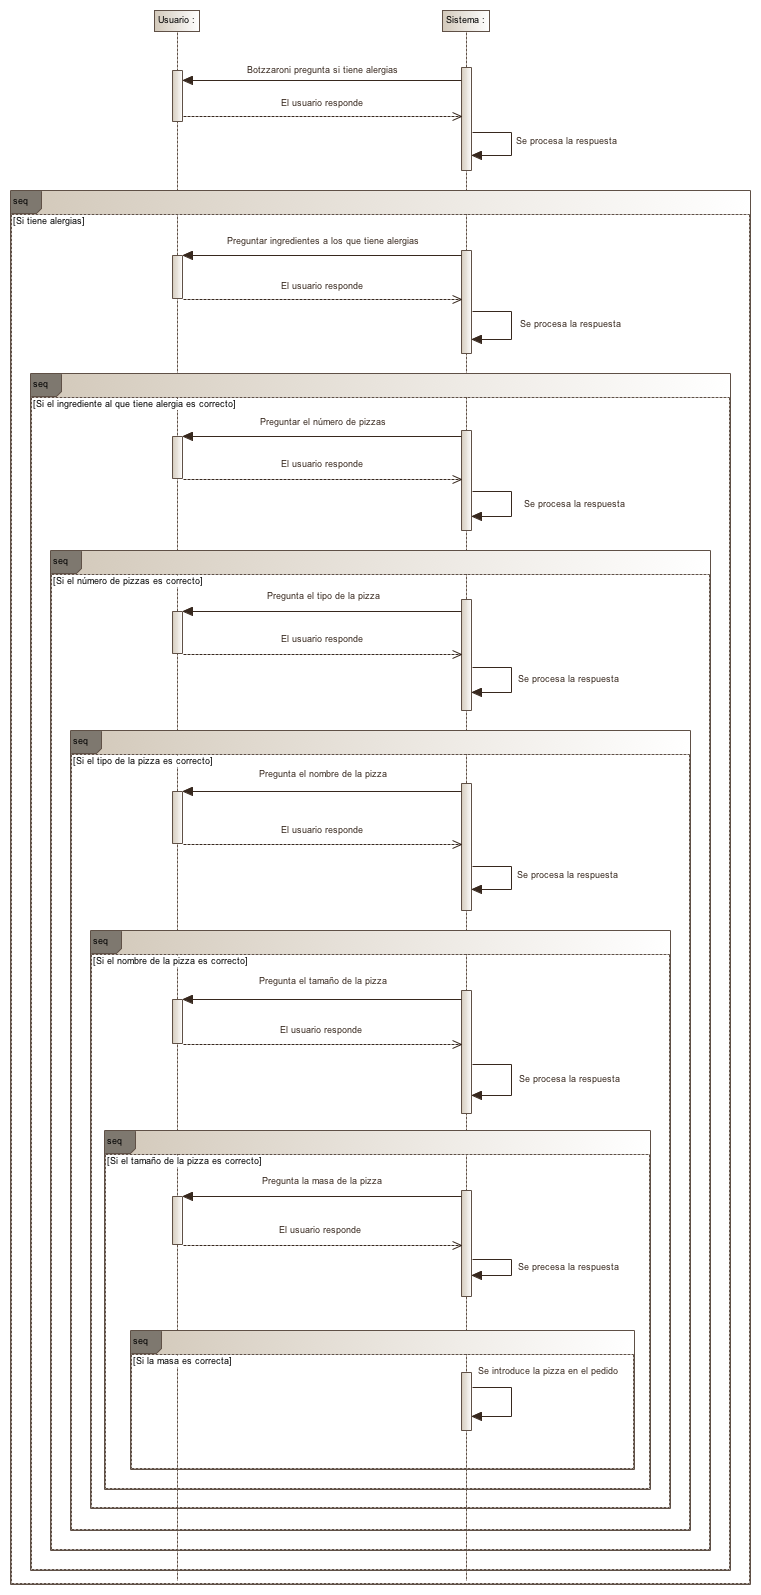 Usuario :
Sistema :
Botzzaroni pregunta si tiene alergias
El usuario responde
Se procesa la respuesta
seq
[Si tiene alergias]
Preguntar ingredientes a los que tiene alergias
El usuario responde
Se procesa la respuesta
seq
[Si el ingrediente al que tiene alergia es correcto]
Preguntar el número de pizzas
El usuario responde
Se procesa la respuesta
seq
[Si el número de pizzas es correcto]
Pregunta el tipo de la pizza
El usuario responde
Se procesa la respuesta
seq
[Si el tipo de la pizza es correcto]
Pregunta el nombre de la pizza
El usuario responde
Se procesa la respuesta
seq
[Si el nombre de la pizza es correcto]
Pregunta el tamaño de la pizza
El usuario responde
Se procesa la respuesta
seq
[Si el tamaño de la pizza es correcto]
Pregunta la masa de la pizza
El usuario responde
Se precesa la respuesta
seq
[Si la masa es correcta]
Se introduce la pizza en el pedido